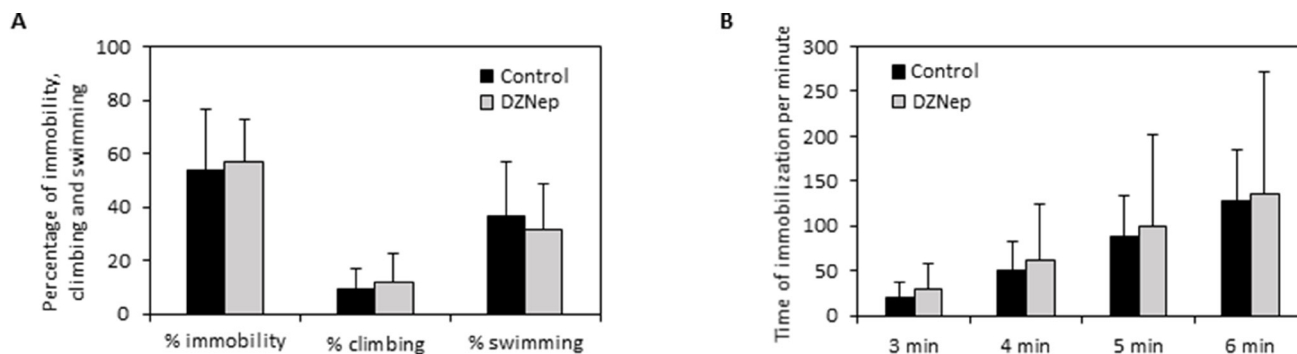 A
Percentage of immobility,
climbing and swimming
100
80
60
40
20
0
Control
DZNep
% immobility
% climbing
% swimming
B
Time of immobilization per minute
300
250
200
150
100
50
0
Control
DZNep
3 min
4 min
5 min
6 min